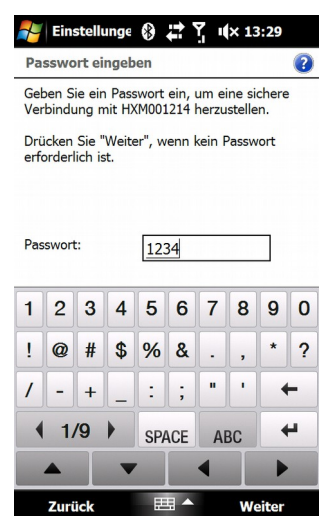 Einstellunge 13:29
Passwort eingeben ?
Geben Sie ein Passwort ein, um eine sichere
Verbindung mit HXM001214 herzustellen.
Drücken Sie "Weiter", wenn kein Passwort
erforderlich ist.
Passwort: 1234
1 2 3 4 5 6 7 8 9 0
! @ # $ % & . , * ?
/ - + _ : ; " '
1/9 SPACE ABC
Zurück Weiter